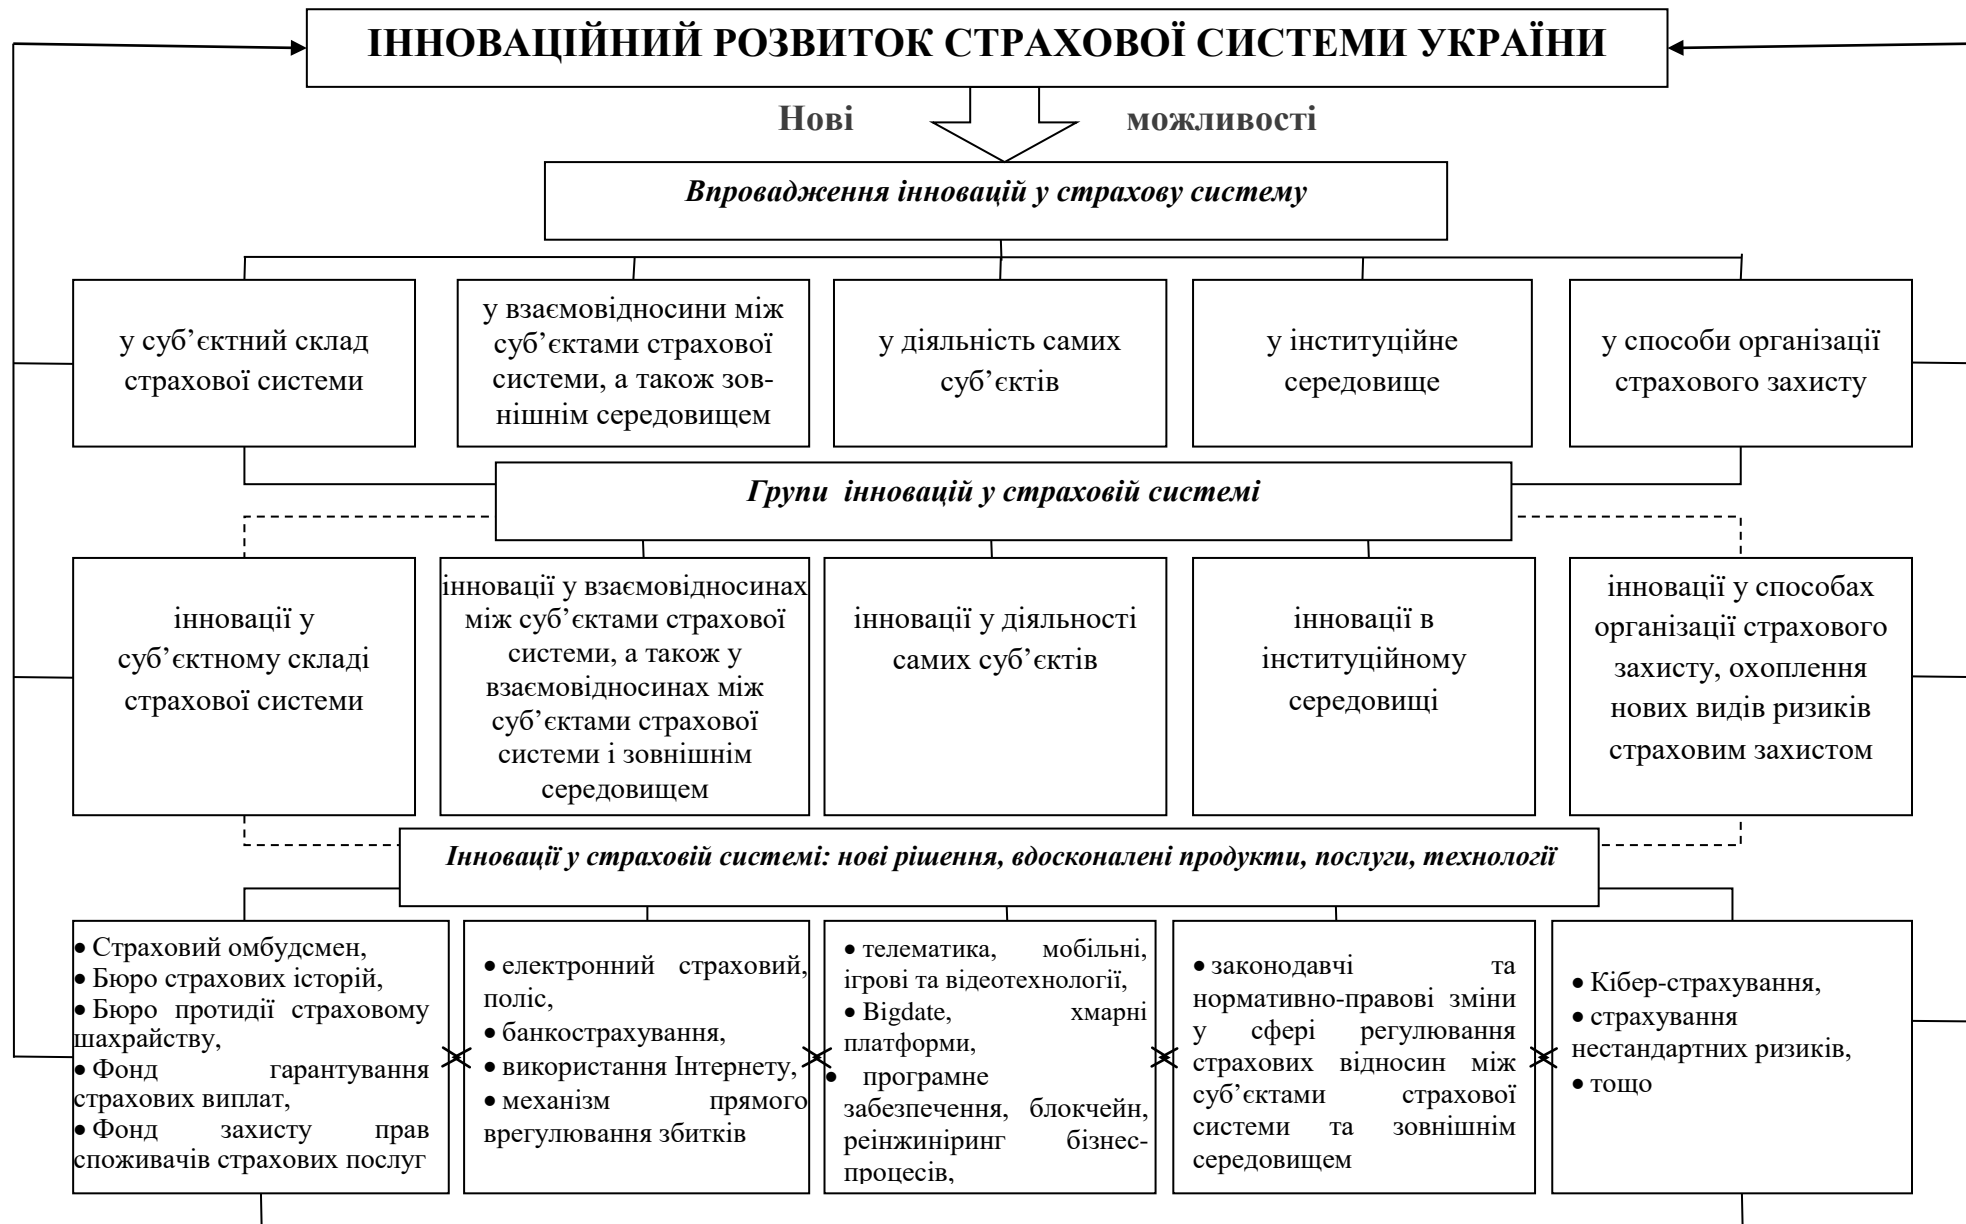 ІННОВАЦІЙНИЙ РОЗВИТОК СТРАХОВОЇ СИСТЕМИ УКРАЇНИ
Нові можливості
Впровадження інновацій у страхову систему
у суб’єктний склад
страхової системи
у взаємовідносини між
суб’єктами страхової
системи, а також зов-
нішнім середовищем
у діяльність самих
суб’єктів
у інституційне
середовище
у способи організації
страхового захисту
Групи інновацій у страховій системі
інновації у
суб’єктному складі
страхової системи
інновації у взаємовідносинах
між суб’єктами страхової
системи, а також у
взаємовідносинах між
суб’єктами страхової
системи і зовнішнім
середовищем
інновації у діяльності
самих суб’єктів
інновації в
інституційному
середовищі
інновації у способах
організації страхового
захисту, охоплення
нових видів ризиків
страховим захистом
Інновації у страховій системі: нові рішення, вдосконалені продукти, послуги, технології
• Страховий омбудсмен,
• Бюро страхових історій,
• Бюро протидії страховому
шахрайству,
• Фонд гарантування
страхових виплат,
• Фонд захисту прав
споживачів страхових послуг
• електронний страховий,
поліс,
• банкострахування,
• використання Інтернету,
• механізм прямого
врегулювання збитків
• телематика, мобільні,
ігрові та відеотехнології,
• Bigdate, хмарні
платформи,
• програмне
забезпечення, блокчейн,
реінжиніринг бізнес-
процесів,
• законодавчі та
нормативно-правові зміни
у сфері регулювання
страхових відносин між
суб’єктами страхової
системи та зовнішнім
середовищем
• Кібер-страхування,
• страхування
нестандартних ризиків,
• тощо